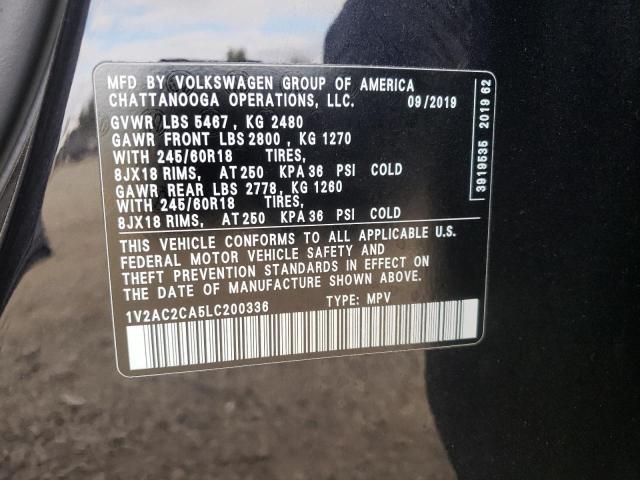 MFD BY VOLKSWAGEN GROUP OF AMERICA
CHATTANOOGA OPERATIONS, LLC. 09/2019
GVWR LBS 5467, KG 2480
GAWR FRONT LBS 2800, KG 1270
WITH 245/60R18 TIRES,
8JX18 RIMS, AT 250 KPA 36 PSI COLD
GAWR REAR LBS 2778, KG 1260
WITH 245/60R18 TIRES,
8JX18 RIMS, AT 250 KPA 36 PSI COLD
THIS VEHICLE CONFORMS TO ALL APPLICABLE U.S.
FEDERAL MOTOR VEHICLE SAFETY AND
THEFT PREVENTION STANDARDS IN EFFECT ON
THE DATE OF MANUFACTURE SHOWN ABOVE.
1V2AC2CA5LC200336 TYPE: MPV
3919535 2019 62